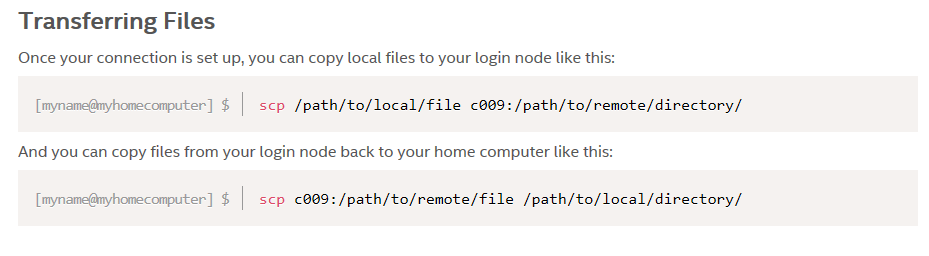 Transferring Files
Once your connection is set up, you can copy local files to your login node like this:
[myname@myhomecomputer] $ scp /path/to/local/file c009:/path/to/remote/directory/
And you can copy files from your login node back to your home computer like this:
[myname@myhomecomputer] $ scp c009:/path/to/remote/file /path/to/local/directory/